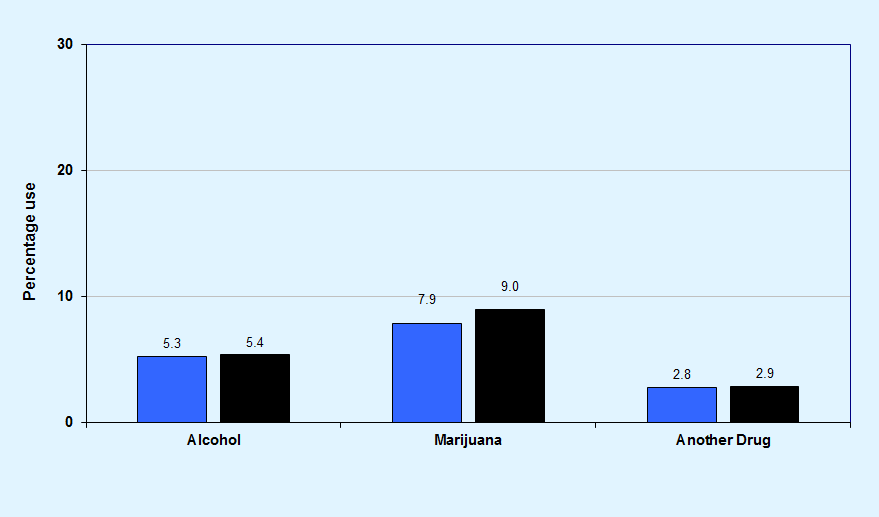 30
20
10
0
Percentage use
5.3
5.4
7.9
9.0
2.8
2.9
Alcohol
Marijuana
Another Drug